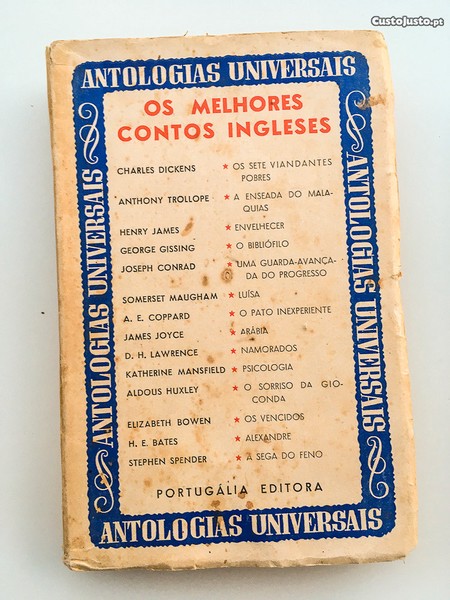 CustoJusto.pt
ANTOLOGIAS UNIVERSAIS
OS MELHORES
CONTOS INGLESES
CHARLES DICKENS ★ OS SETE VIANDANTES
POBRES
ANTHONY TROLLOPE ★ A ENSEADA DO MALA-
QUIAS
HENRY JAMES ★ ENVELHECER
GEORGE GISSING ★ O BIBLIÓFILO
JOSEPH CONRAD ★ UMA GUARDA-AVANÇA-
DA DO PROGRESSO
SOMERSET MAUGHAM ★ LUÍSA
A. E. COPPARD ★ O PATO INEXPERIENTE
JAMES JOYCE ★ ARÁBIA
D. H. LAWRENCE ★ NAMORADOS
KATHERINE MANSFIELD ★ PSICOLOGIA
ALDOUS HUXLEY ★ O SORRISO DA GIO-
CONDA
ELIZABETH BOWEN ★ OS VENCIDOS
H. E. BATES ★ ALEXANDRE
STEPHEN SPENDER ★ A SEGA DO FENO
PORTUGÁLIA EDITORA
ANTOLOGIAS UNIVERSAIS
ANTOLOGIAS UNIVERSAIS
ANTOLOGIAS UNIVERSAIS